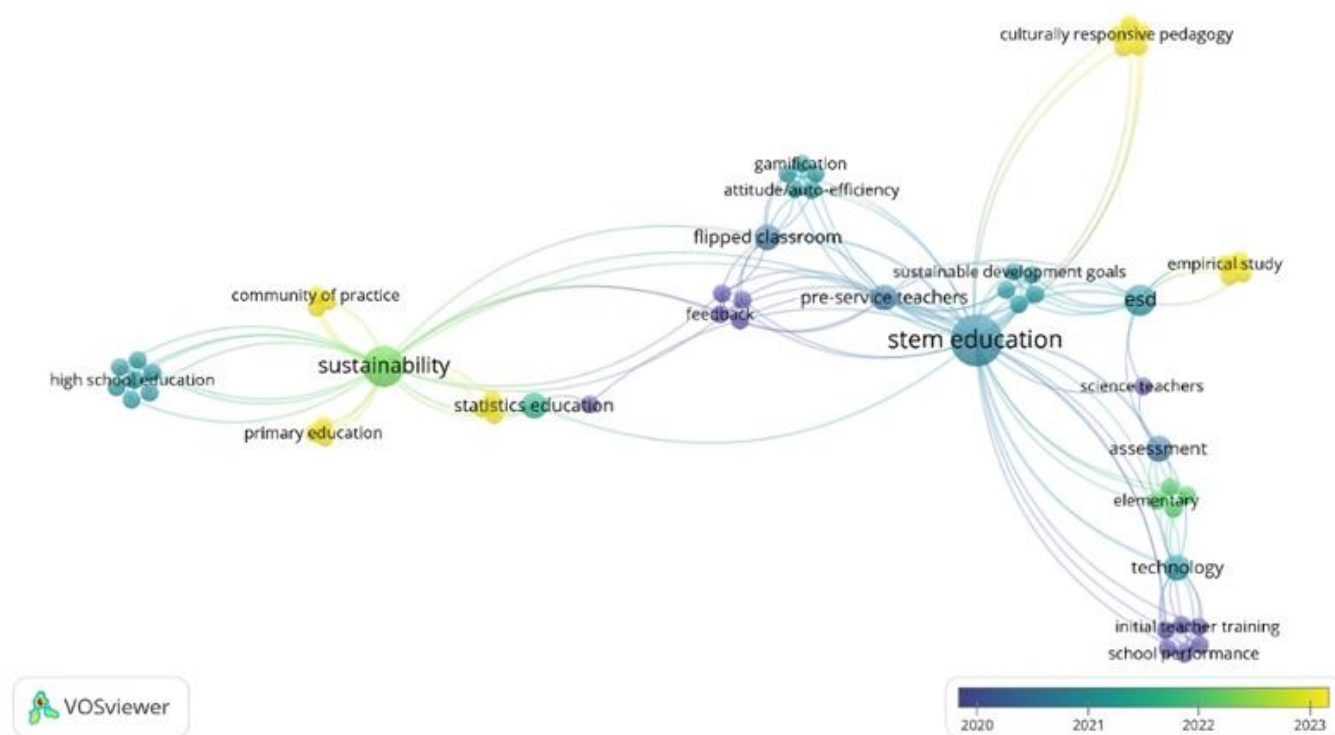 culturally responsive pedagogy
gamification
attitude/auto-efficiency
flipped classroom
sustainable development goals
empirical study
community of practice
pre-service teachers
esd
feedback
stem education
sustainability
high school education
science teachers
statistics education
primary education
assessment
elementary
technology
initial teacher training
school performance
VOSviewer
2020 2021 2022 2023